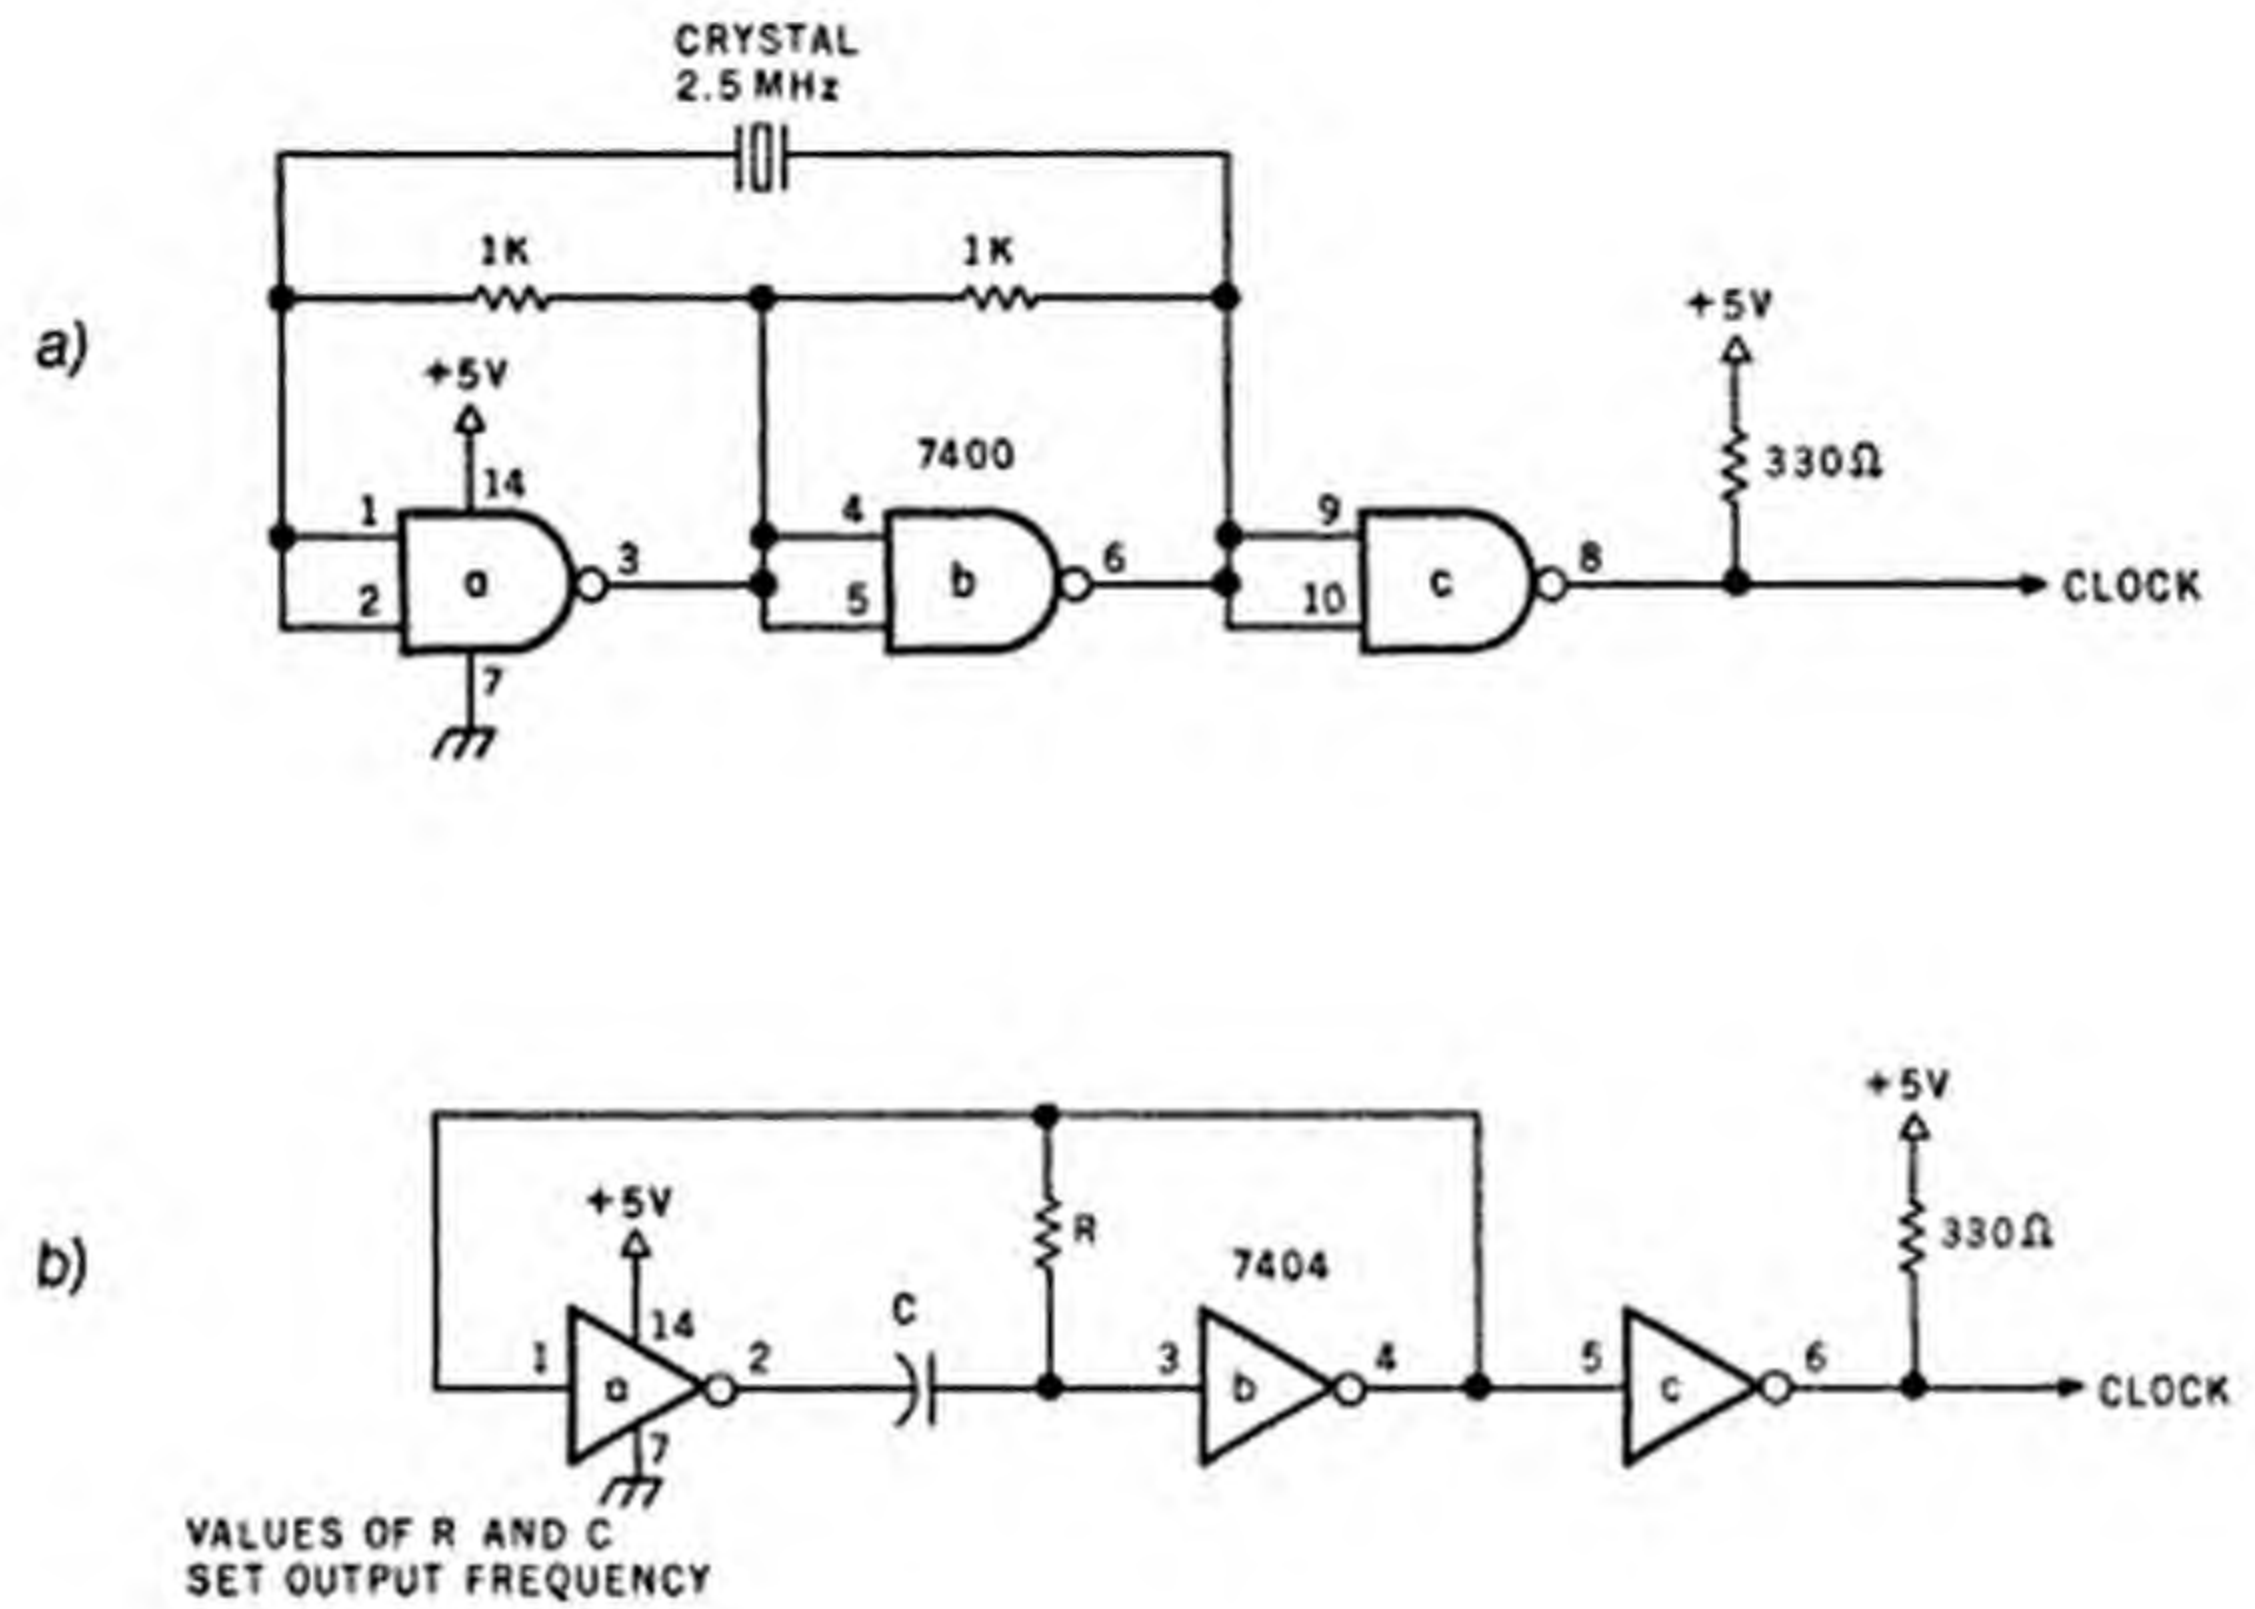 CRYSTAL
2.5 MHz
1K
1K
a)
+5V
+5V
14
7400
330Ω
1
2
a
3
4
5
b
6
9
10
c
8
CLOCK
7
+5V
+5V
R
b)
7404
330Ω
C
14
1
a
2
3
b
4
5
c
6
CLOCK
7
VALUES OF R AND C
SET OUTPUT FREQUENCY